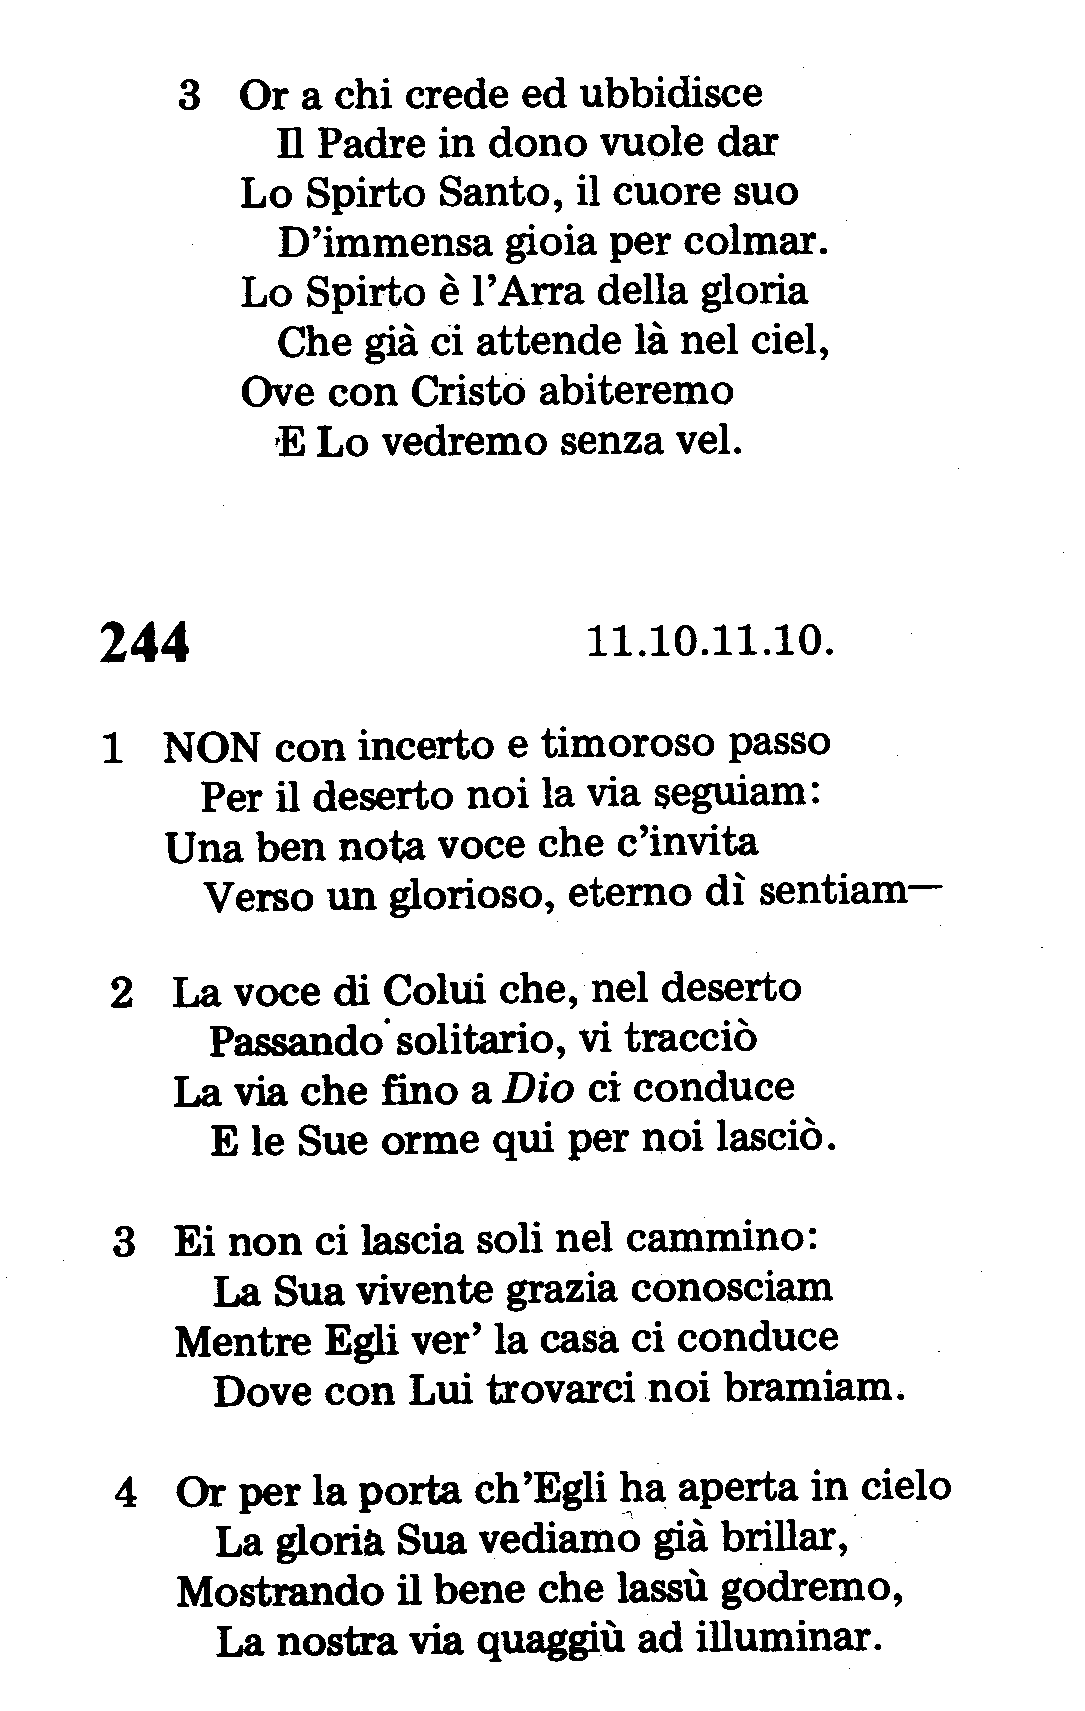 3 Or a chi crede ed ubbidisce
Il Padre in dono vuole dar
Lo Spirto Santo, il cuore suo
D'immensa gioia per colmar.
Lo Spirto è l'Arra della gloria
Che già ci attende là nel ciel,
Ove con Cristo abiteremo
E Lo vedremo senza vel.
244 11.10.11.10.
1 NON con incerto e timoroso passo
Per il deserto noi la via seguiam:
Una ben nota voce che c'invita
Verso un glorioso, eterno dì sentiam—
2 La voce di Colui che, nel deserto
Passando solitario, vi tracciò
La via che fino a Dio ci conduce
E le Sue orme qui per noi lasciò.
3 Ei non ci lascia soli nel cammino:
La Sua vivente grazia conosciam
Mentre Egli ver' la casa ci conduce
Dove con Lui trovarci noi bramiam.
4 Or per la porta ch'Egli ha aperta in cielo
La gloria Sua vediamo già brillar,
Mostrando il bene che lassù godremo,
La nostra via quaggiù ad illuminar.